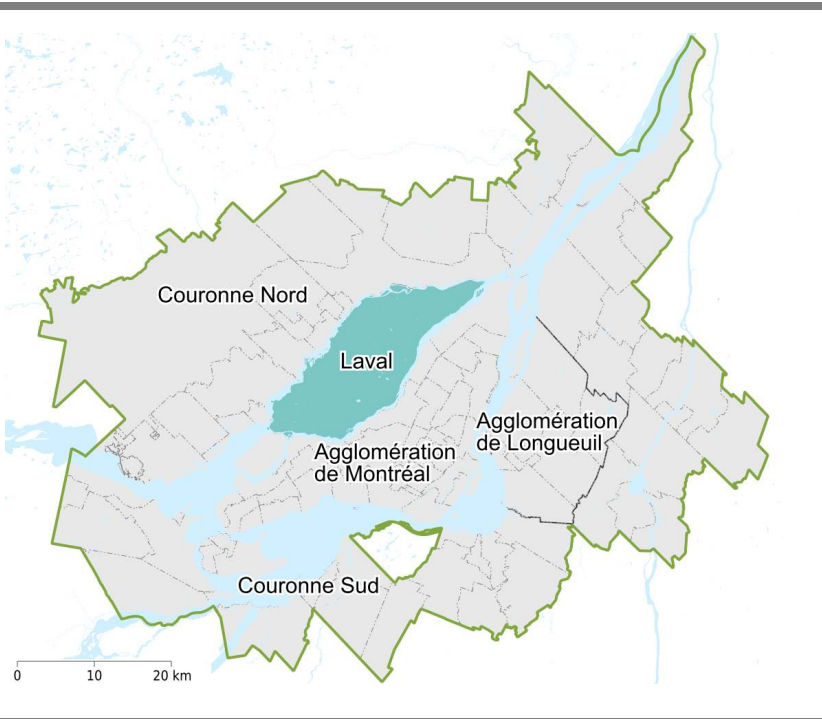 Couronne Nord
Laval
Agglomération
de Longueuil
Agglomération
de Montréal
Couronne Sud
0 10 20 km